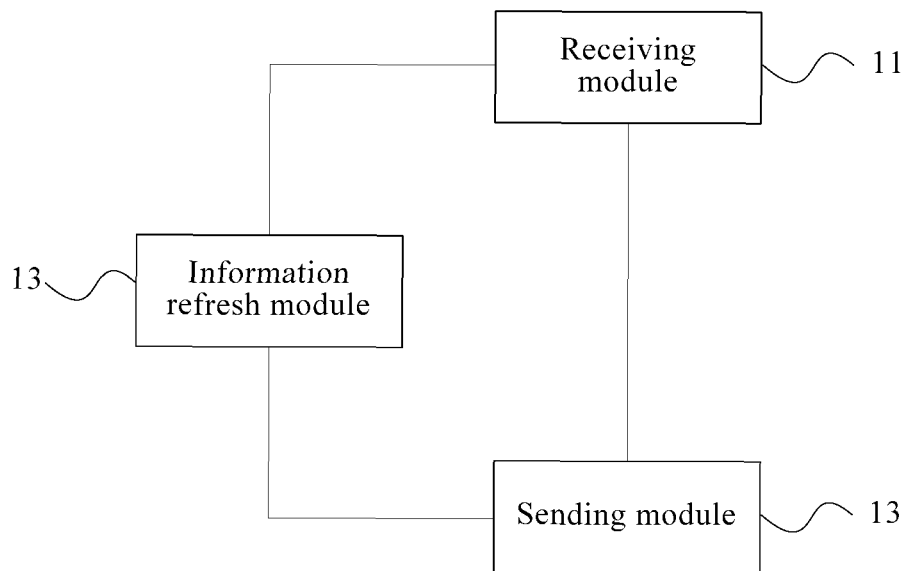 Receiving
module
11
13
Information
refresh module
Sending module
13